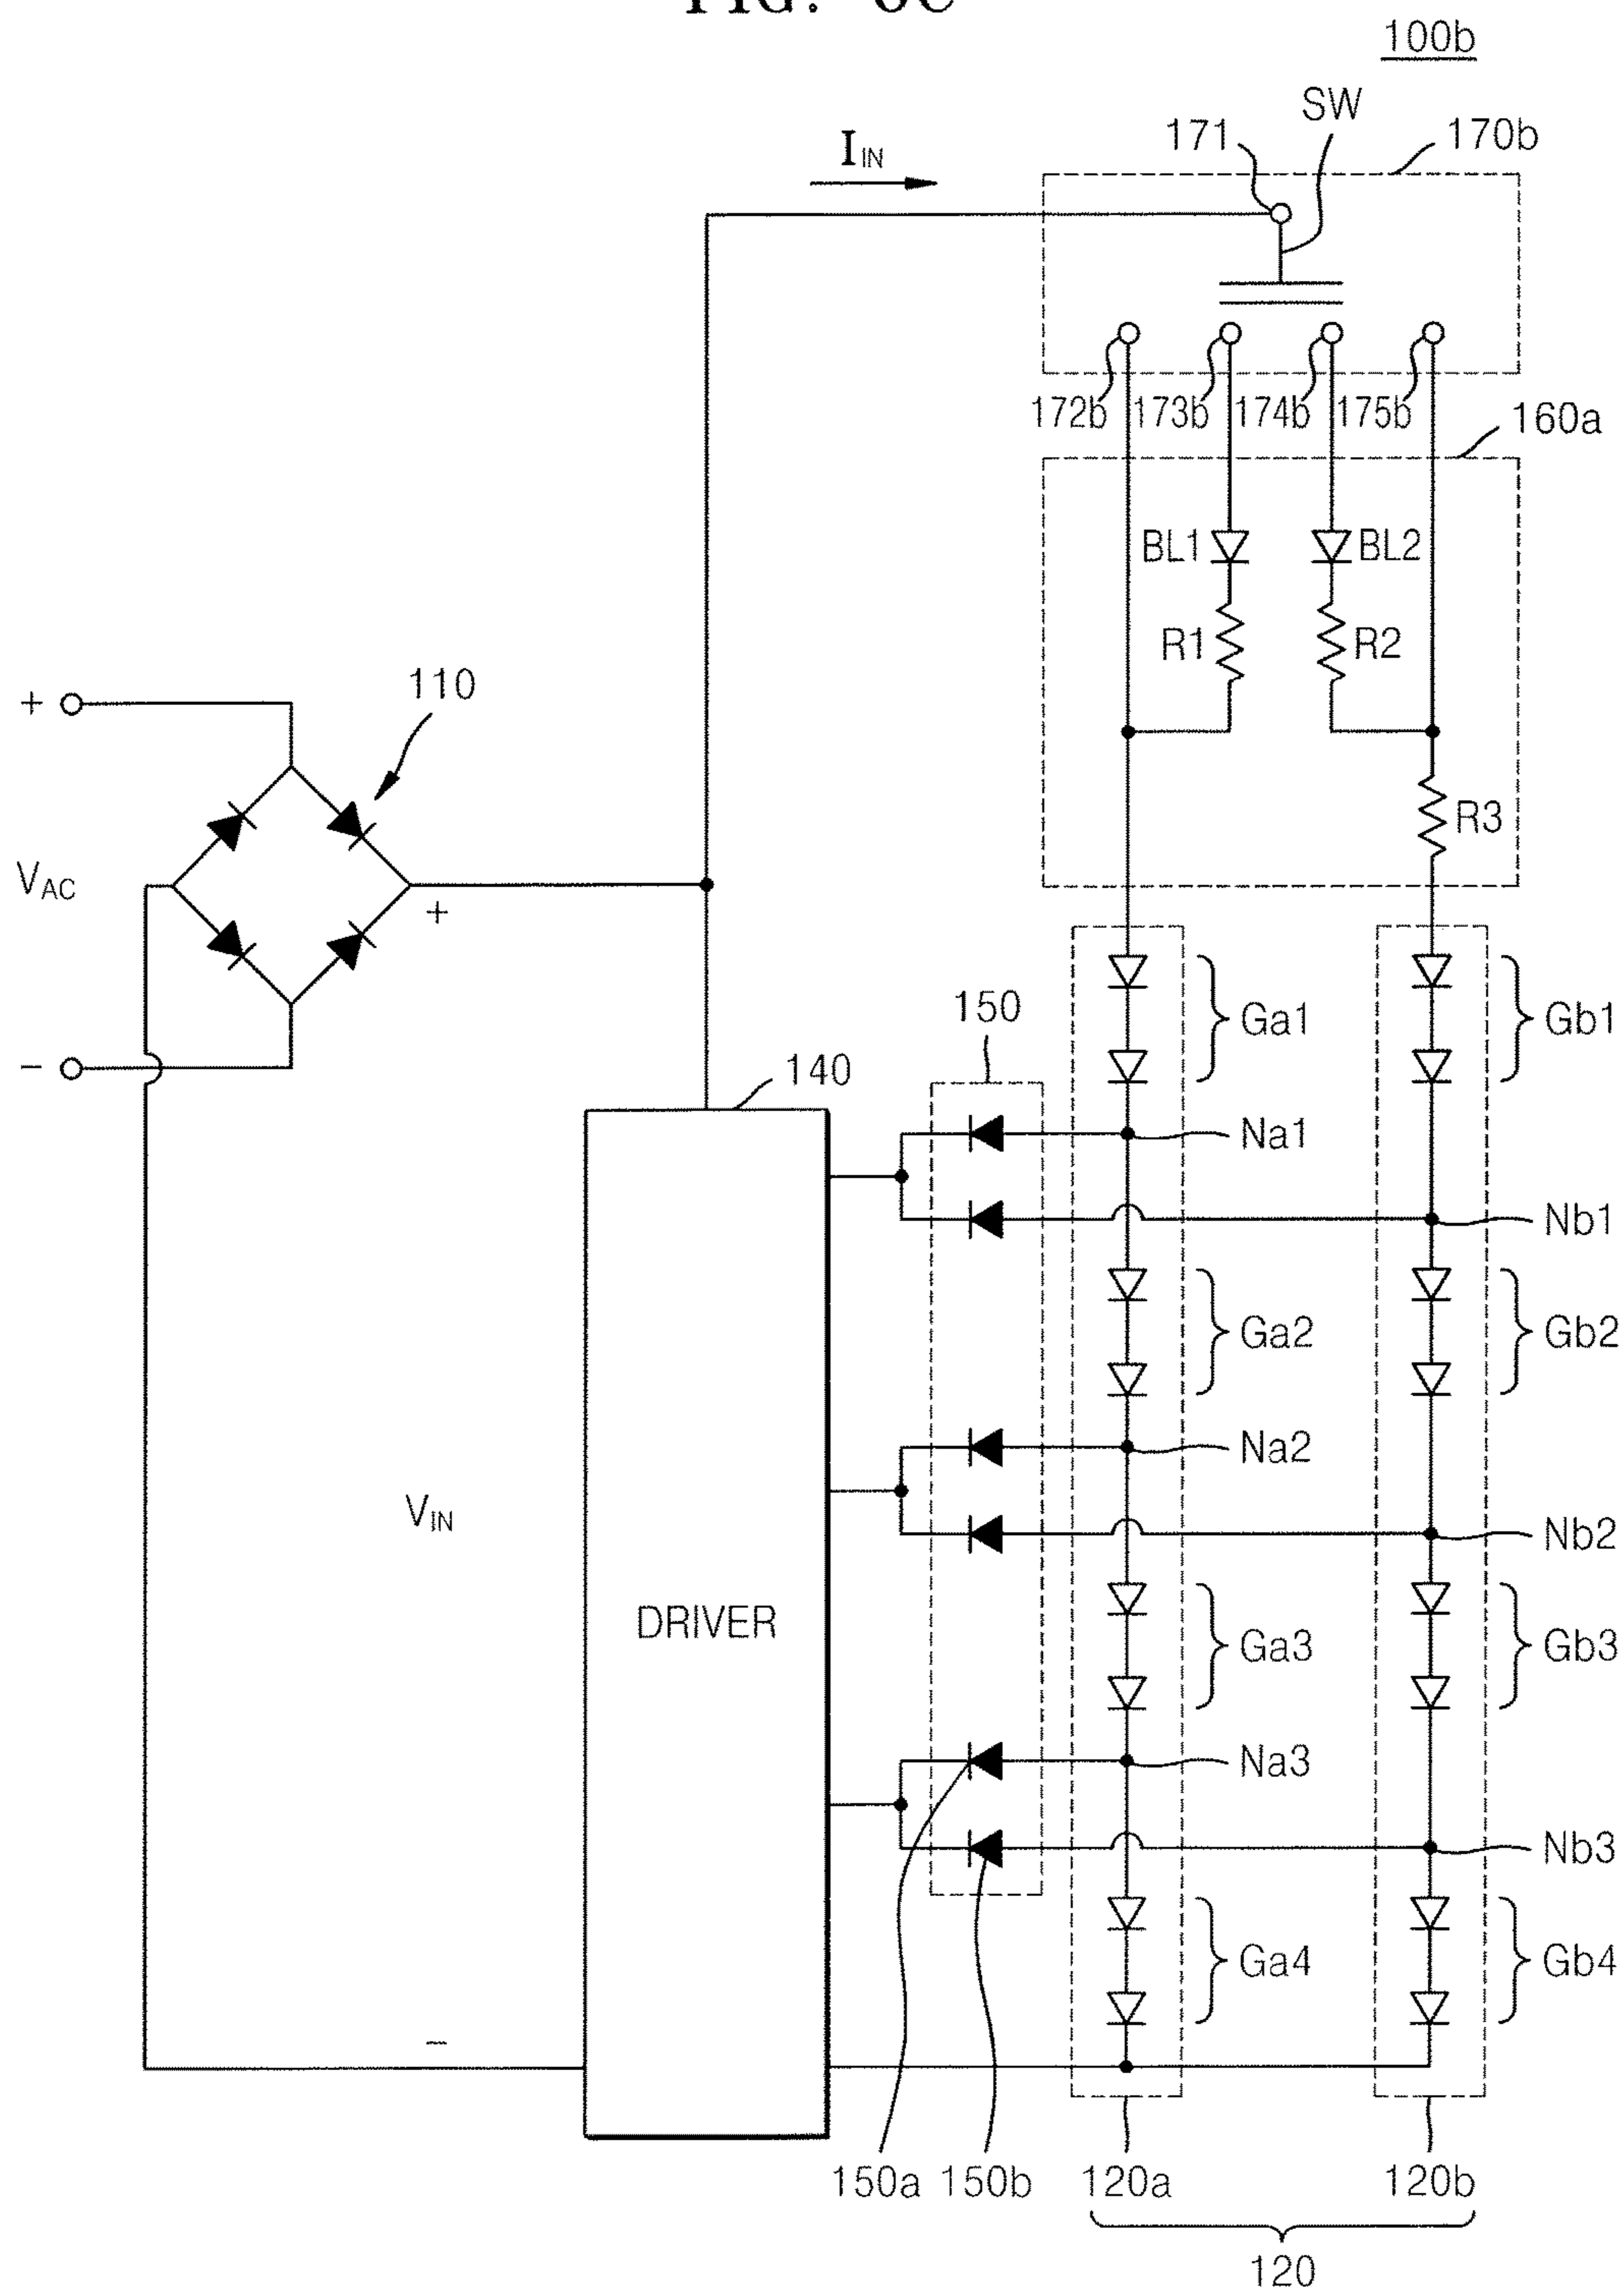 FIG. 6C
100b
SW
171
170b
IIN
172b
173b
174b
175b
160a
BL1
BL2
R1
R2
110
+
R3
VAC
+
150
Ga1
Gb1
−
140
Na1
Nb1
Ga2
Gb2
Na2
VIN
Nb2
DRIVER
Ga3
Gb3
Na3
Nb3
Ga4
Gb4
−
150a
150b
120a
120b
120